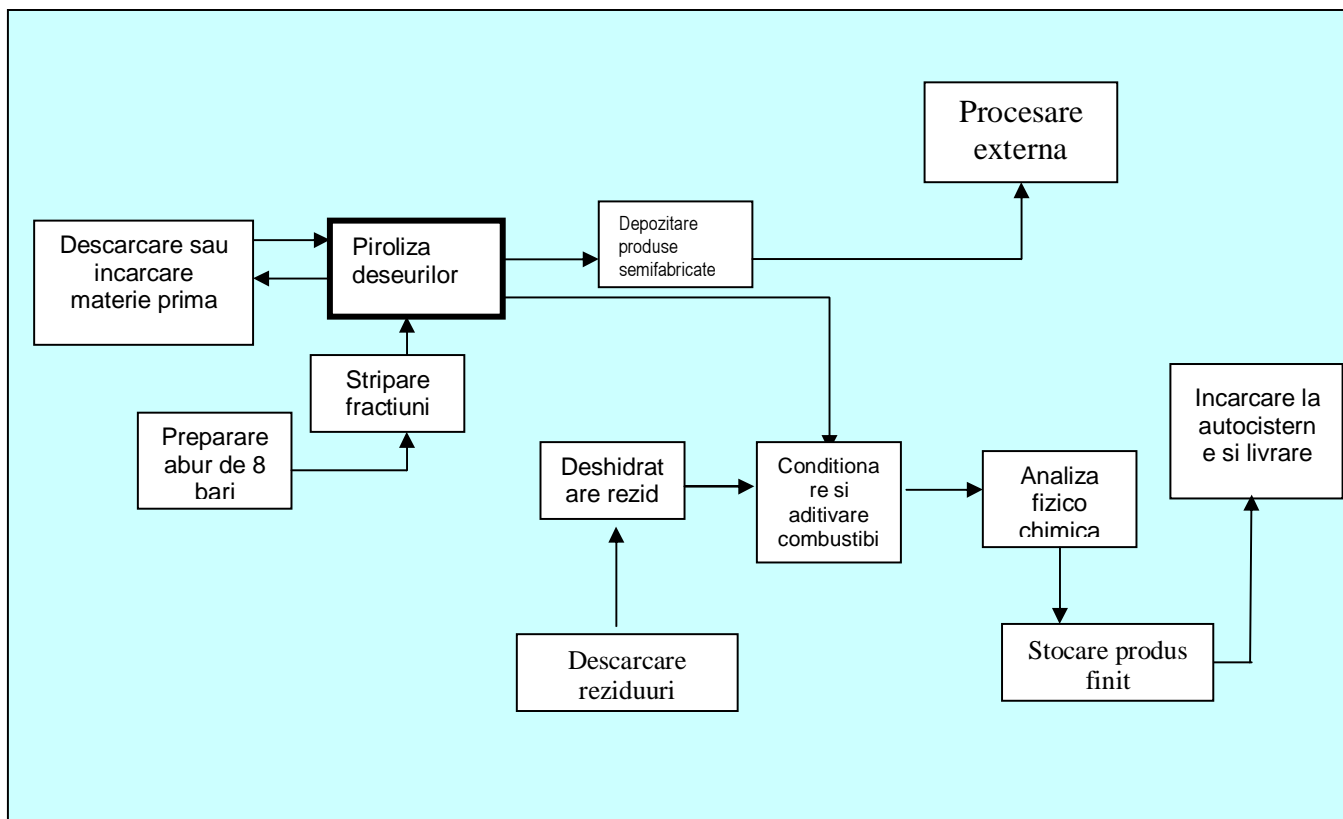 Procesare
externa
Descarcare sau
incarcare
materie prima
Piroliza
deseurilor
Depozitare
produse
semifabricate
Stripare
fractiuni
Preparare
abur de 8
bari
Deshidrat
are rezid
Conditiona
re si
aditivare
combustibi
Analiza
fizico
chimica
Incarcare la
autocistern
e si livrare
Descarcare
reziduuri
Stocare produs
finit